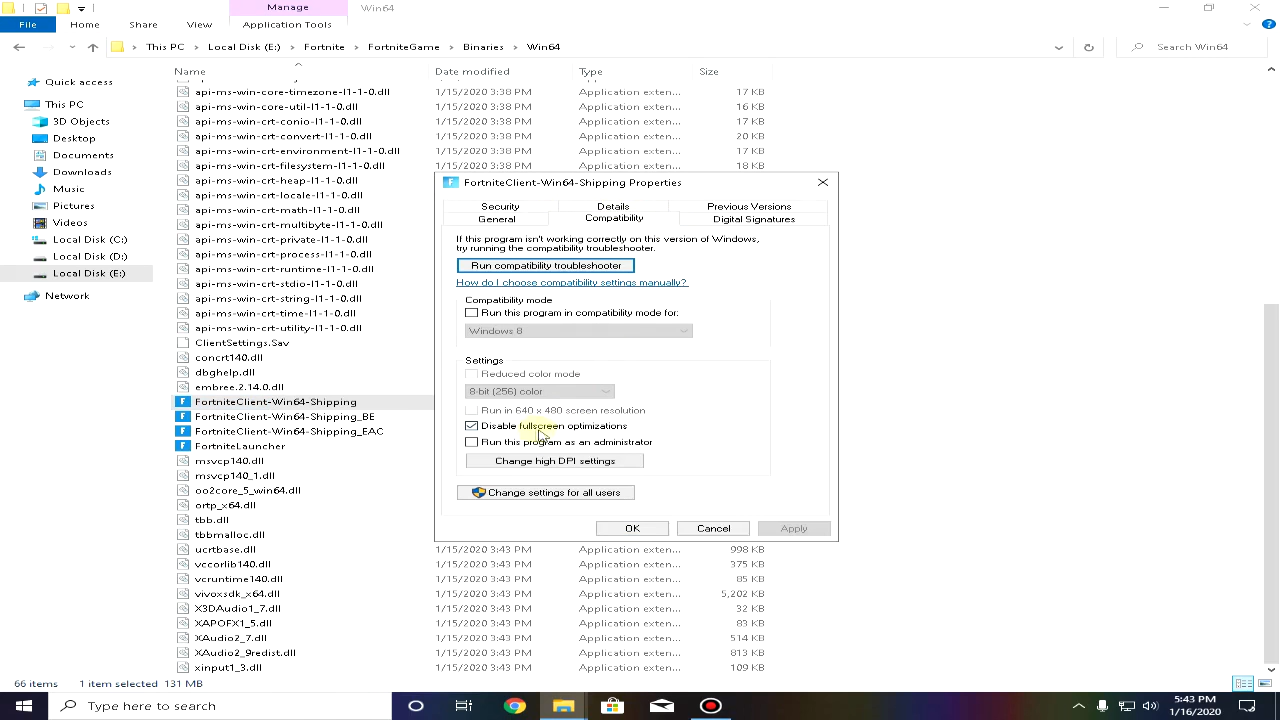 Manage
Win64
File
Home
Share
View
Application Tools
This PC
Local Disk (E:)
Fortnite
FortniteGame
Binaries
Win64
Search Win64
Name
Date modified
Type
Size
Quick access
This PC
3D Objects
Desktop
Documents
Downloads
Music
Pictures
Videos
Local Disk (C:)
Local Disk (D:)
Local Disk (E:)
Network
api-ms-win-core-timezone-l1-1-0.dll 1/15/2020 3:38 PM Application exten... 17 KB
api-ms-win-core-util-l1-1-0.dll 1/15/2020 3:38 PM Application exten... 16 KB
api-ms-win-crt-conio-l1-1-0.dll 1/15/2020 3:38 PM Application exten... 17 KB
api-ms-win-crt-convert-l1-1-0.dll 1/15/2020 3:38 PM Application exten... 20 KB
api-ms-win-crt-environment-l1-1-0.dll 1/15/2020 3:38 PM Application exten... 17 KB
api-ms-win-crt-filesystem-l1-1-0.dll 1/15/2020 3:38 PM Application exten... 18 KB
api-ms-win-crt-heap-l1-1-0.dll
api-ms-win-crt-locale-l1-1-0.dll
api-ms-win-crt-math-l1-1-0.dll
api-ms-win-crt-multibyte-l1-1-0.dll
api-ms-win-crt-private-l1-1-0.dll
api-ms-win-crt-process-l1-1-0.dll
api-ms-win-crt-runtime-l1-1-0.dll
api-ms-win-crt-stdio-l1-1-0.dll
api-ms-win-crt-string-l1-1-0.dll
api-ms-win-crt-time-l1-1-0.dll
api-ms-win-crt-utility-l1-1-0.dll
ClientSettings.Sav
concrt140.dll
dbghelp.dll
embree.2.14.0.dll
FortniteClient-Win64-Shipping
FortniteClient-Win64-Shipping_BE
FortniteClient-Win64-Shipping_EAC
FortniteLauncher
msvcp140.dll
msvcp140_1.dll
oo2core_5_win64.dll
ortp_x64.dll
tbb.dll
tbbmalloc.dll
ucrtbase.dll 1/15/2020 3:43 PM Application exten... 998 KB
vccorlib140.dll 1/15/2020 3:43 PM Application exten... 375 KB
vcruntime140.dll 1/15/2020 3:43 PM Application exten... 85 KB
vivoxsdk_x64.dll 1/15/2020 3:43 PM Application exten... 5,202 KB
X3DAudio1_7.dll 1/15/2020 3:43 PM Application exten... 32 KB
XAPOFX1_5.dll 1/15/2020 3:43 PM Application exten... 83 KB
XAudio2_7.dll 1/15/2020 3:43 PM Application exten... 514 KB
XAudio2_9redist.dll 1/15/2020 3:43 PM Application exten... 813 KB
xinput1_3.dll 1/15/2020 3:43 PM Application exten... 109 KB
FortniteClient-Win64-Shipping Properties
Security
Details
Previous Versions
General
Compatibility
Digital Signatures
If this program isn't working correctly on this version of Windows,
try running the compatibility troubleshooter.
Run compatibility troubleshooter
How do I choose compatibility settings manually?
Compatibility mode
Run this program in compatibility mode for:
Windows 8
Settings
Reduced color mode
8-bit (256) color
Run in 640 x 480 screen resolution
Disable fullscreen optimizations
Run this program as an administrator
Change high DPI settings
Change settings for all users
OK
Cancel
Apply
66 items
1 item selected 131 MB
Type here to search
5:43 PM
1/16/2020